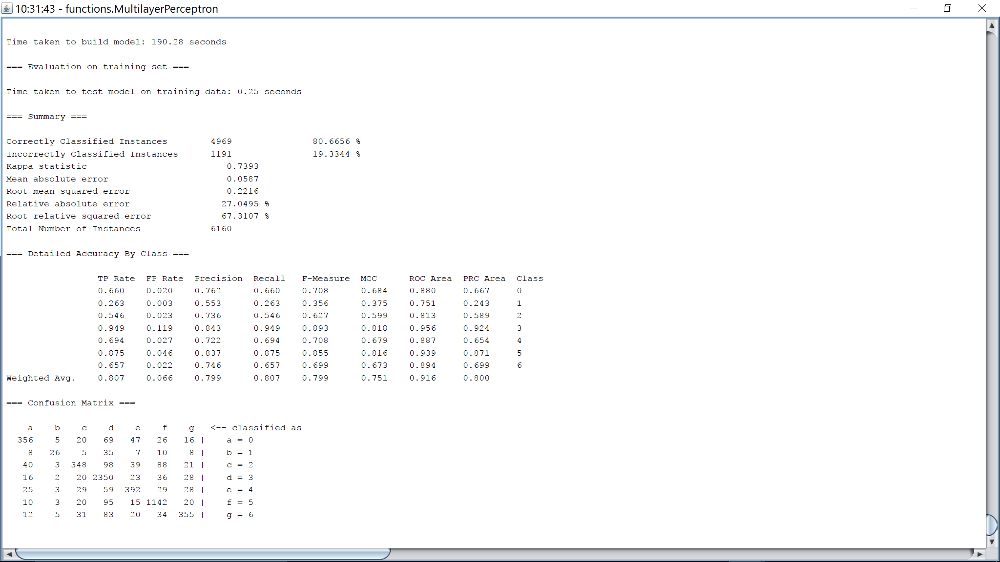 10:31:43 - functions.MultilayerPerceptron
Time taken to build model: 190.28 seconds
=== Evaluation on training set ===
Time taken to test model on training data: 0.25 seconds
=== Summary ===
Correctly Classified Instances 4969 80.6656 %
Incorrectly Classified Instances 1191 19.3344 %
Kappa statistic 0.7393
Mean absolute error 0.0587
Root mean squared error 0.2216
Relative absolute error 27.0495 %
Root relative squared error 67.3107 %
Total Number of Instances 6160
=== Detailed Accuracy By Class ===
TP Rate FP Rate Precision Recall F-Measure MCC ROC Area PRC Area Class
0.660 0.020 0.762 0.660 0.708 0.684 0.880 0.667 0
0.263 0.003 0.553 0.263 0.356 0.375 0.751 0.243 1
0.546 0.023 0.736 0.546 0.627 0.599 0.813 0.589 2
0.949 0.119 0.843 0.949 0.893 0.818 0.956 0.924 3
0.694 0.027 0.722 0.694 0.708 0.679 0.887 0.654 4
0.875 0.046 0.837 0.875 0.855 0.816 0.939 0.871 5
0.657 0.022 0.746 0.657 0.699 0.673 0.894 0.699 6
Weighted Avg. 0.807 0.066 0.799 0.807 0.799 0.751 0.916 0.800
=== Confusion Matrix ===
a b c d e f g <-- classified as
356 5 20 69 47 26 16 | a = 0
8 26 5 35 7 10 8 | b = 1
40 3 348 98 39 88 21 | c = 2
16 2 20 2350 23 36 28 | d = 3
25 3 29 59 392 29 28 | e = 4
10 3 20 95 15 1142 20 | f = 5
12 5 31 83 20 34 355 | g = 6